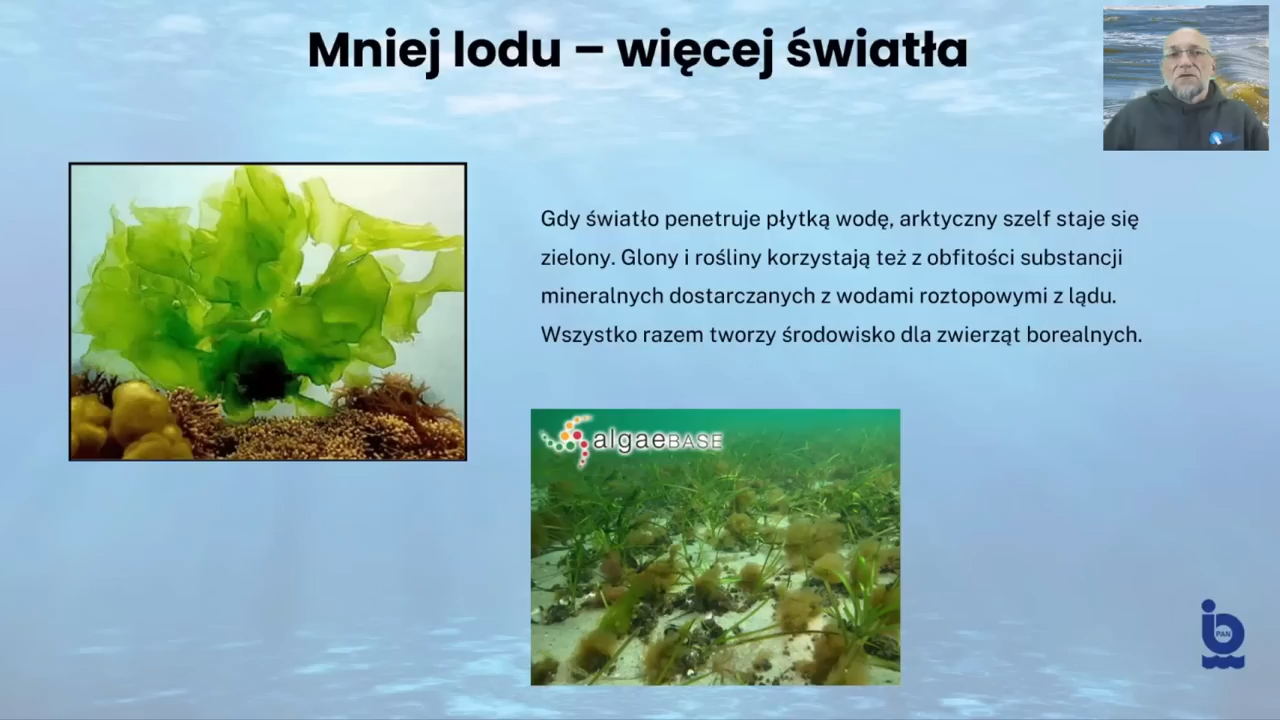 Mniej lodu – więcej światła
Gdy światło penetruje płytką wodę, arktyczny szelf staje się
zielony. Glony i rośliny korzystają też z obfitości substancji
mineralnych dostarczanych z wodami roztopowymi z lądu.
Wszystko razem tworzy środowisko dla zwierząt borealnych.
algaeBASE
PAN